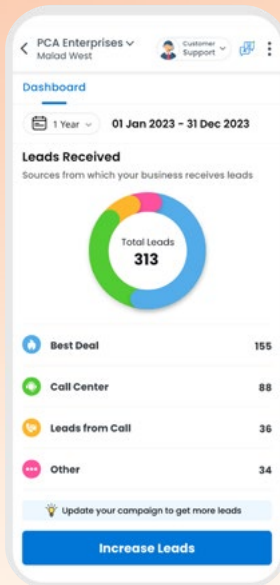 PCA Enterprises
Malad West
Customer
Support
Dashboard
1 Year
01 Jan 2023 - 31 Dec 2023
Leads Received
Sources from which your business receives leads
Total Leads
313
Best Deal 155
Call Center 88
Leads from Call 36
Other 34
Update your campaign to get more leads
Increase Leads